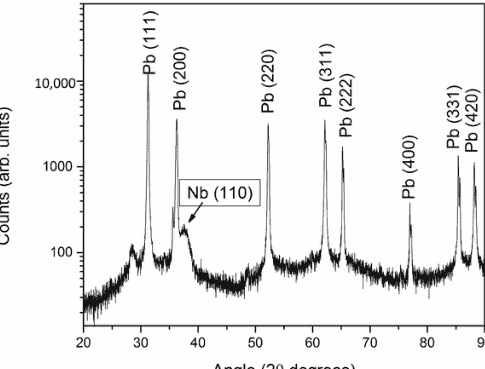 Pb (111)
Pb (200)
Pb (220)
Pb (311)
Pb (222)
Pb (400)
Pb (331)
Pb (420)
Nb (110)
10,000
1000
100
Counts (arb. units)
20 30 40 50 60 70 80 9
Angle (2θ degrees)